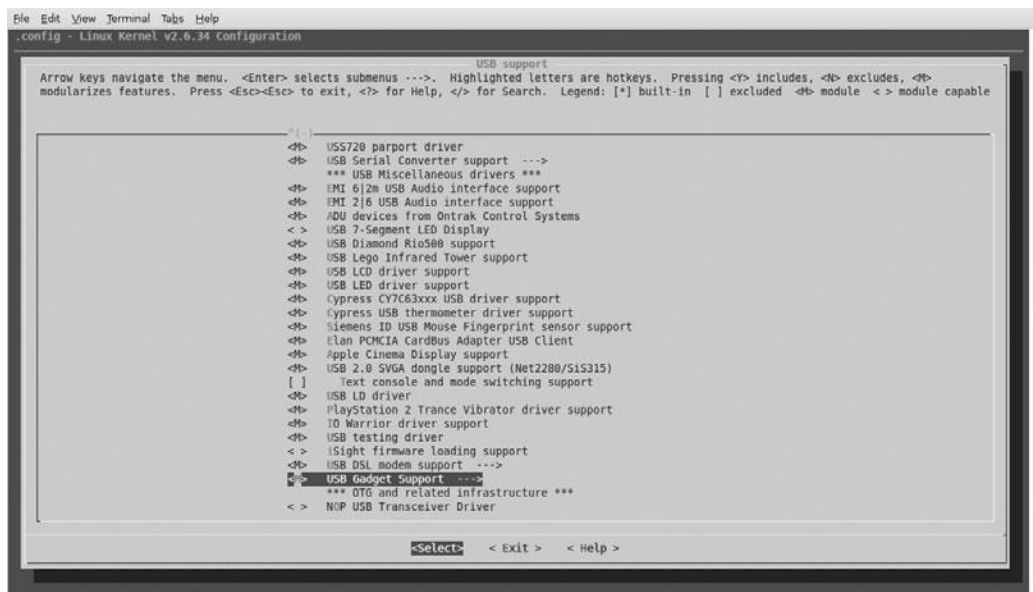 File Edit View Terminal Tabs Help
.config - Linux Kernel v2.6.34 Configuration
USB support
Arrow keys navigate the menu. <Enter> selects submenus --->. Highlighted letters are hotkeys. Pressing <Y> includes, <N> excludes, <M>
modularizes features. Press <Esc><Esc> to exit, <?> for Help, </> for Search. Legend: [*] built-in [ ] excluded <M> module < > module capable
^(-)
<M> USS720 parport driver
<M> USB Serial Converter support --->
*** USB Miscellaneous drivers ***
<M> EMI 6|2m USB Audio interface support
<M> EMI 2|6 USB Audio interface support
<M> ADU devices from Ontrak Control Systems
< > USB 7-Segment LED Display
<M> USB Diamond Rio500 support
<M> USB Lego Infrared Tower support
<M> USB LCD driver support
<M> USB LED driver support
<M> Cypress CY7C63xxx USB driver support
<M> Cypress USB thermometer driver support
<M> Siemens ID USB Mouse Fingerprint sensor support
<M> Elan PCMCIA CardBus Adapter USB Client
<M> Apple Cinema Display support
<M> USB 2.0 SVGA dongle support (Net2280/SiS315)
[ ] Text console and mode switching support
<M> USB LD driver
<M> PlayStation 2 Trance Vibrator driver support
<M> IO Warrior driver support
<M> USB testing driver
< > iSight firmware loading support
<M> USB DSL modem support --->
<M> USB Gadget Support --->
*** OTG and related infrastructure ***
< > NOP USB Transceiver Driver
<Select> < Exit > < Help >